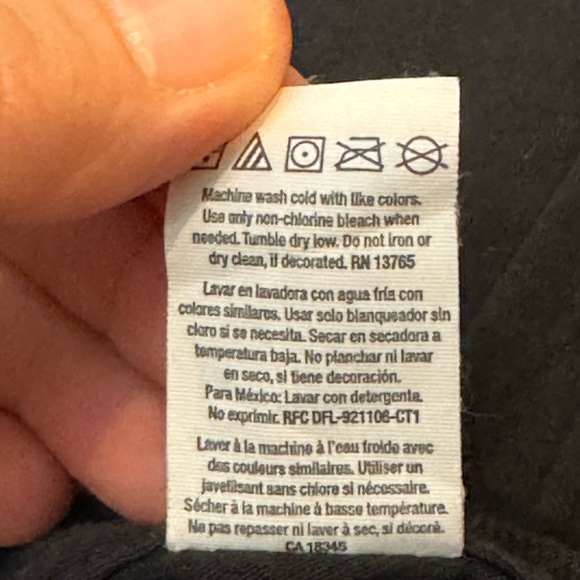 Machine wash cold with like colors.
Use only non-chlorine bleach when
needed. Tumble dry low. Do not iron or
dry clean, if decorated. RN 13765
Lavar en lavadora con agua fría con
colores similares. Usar solo blanqueador sin
cloro si se necesita. Secar en secadora a
temperatura baja. No planchar ni lavar
en seco, si tiene decoración.
Para México: Lavar con detergente.
No exprimir. RFC DFL-921106-CT1
Laver à la machine à l'eau froide avec
des couleurs similaires. Utiliser un
javellisant sans chlore si nécessaire.
Sécher à la machine à basse température.
Ne pas repasser ni laver à sec, si décoré.
CA 18345